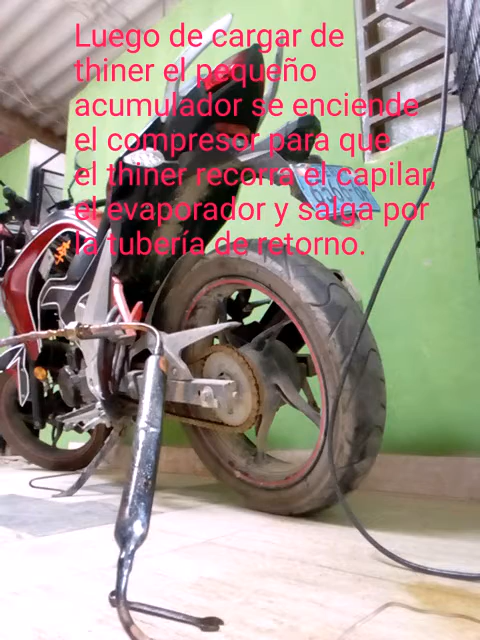 Luego de cargar de
thiner el pequeño
acumulador se enciende
el compresor para que
el thiner recorra el capilar,
el evaporador y salga por
la tubería de retorno.